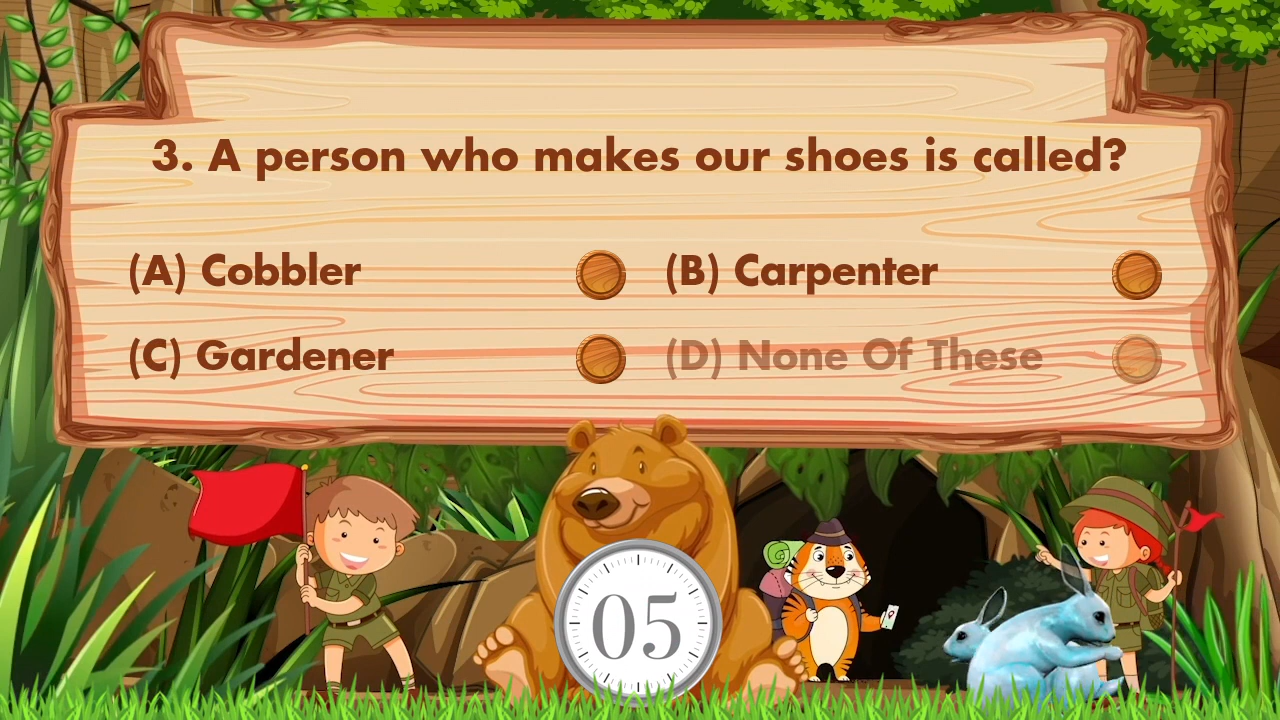 3. A person who makes our shoes is called?
(A) Cobbler (B) Carpenter
(C) Gardener (D) None Of These
05